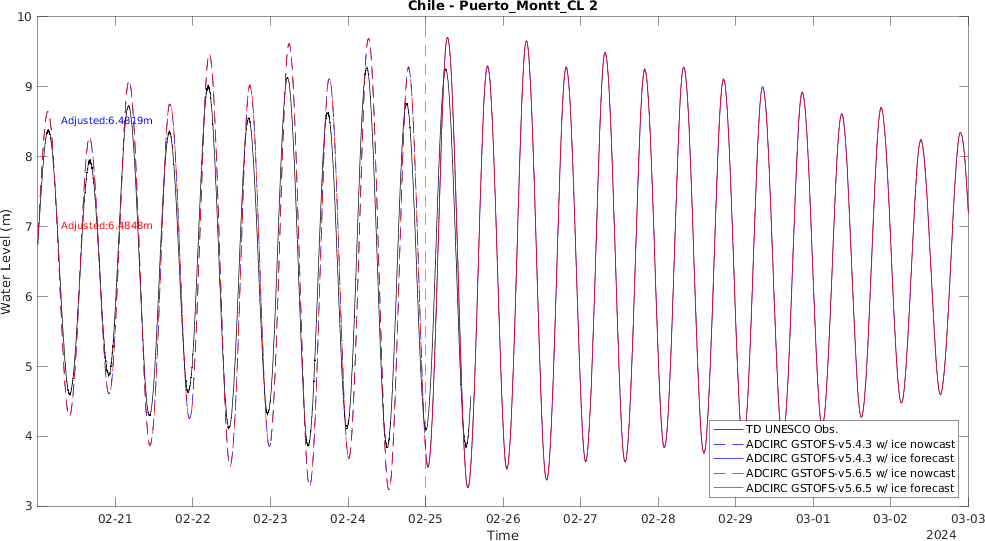 Chile - Puerto_Montt_CL 2
Water Level (m)
10
9
8
7
6
5
4
3
Adjusted:6.4819m
Adjusted:6.4848m
TD UNESCO Obs.
ADCIRC GSTOFS-v5.4.3 w/ ice nowcast
ADCIRC GSTOFS-v5.4.3 w/ ice forecast
ADCIRC GSTOFS-v5.6.5 w/ ice nowcast
ADCIRC GSTOFS-v5.6.5 w/ ice forecast
02-21 02-22 02-23 02-24 02-25 02-26 02-27 02-28 02-29 03-01 03-02 03-03
Time
2024